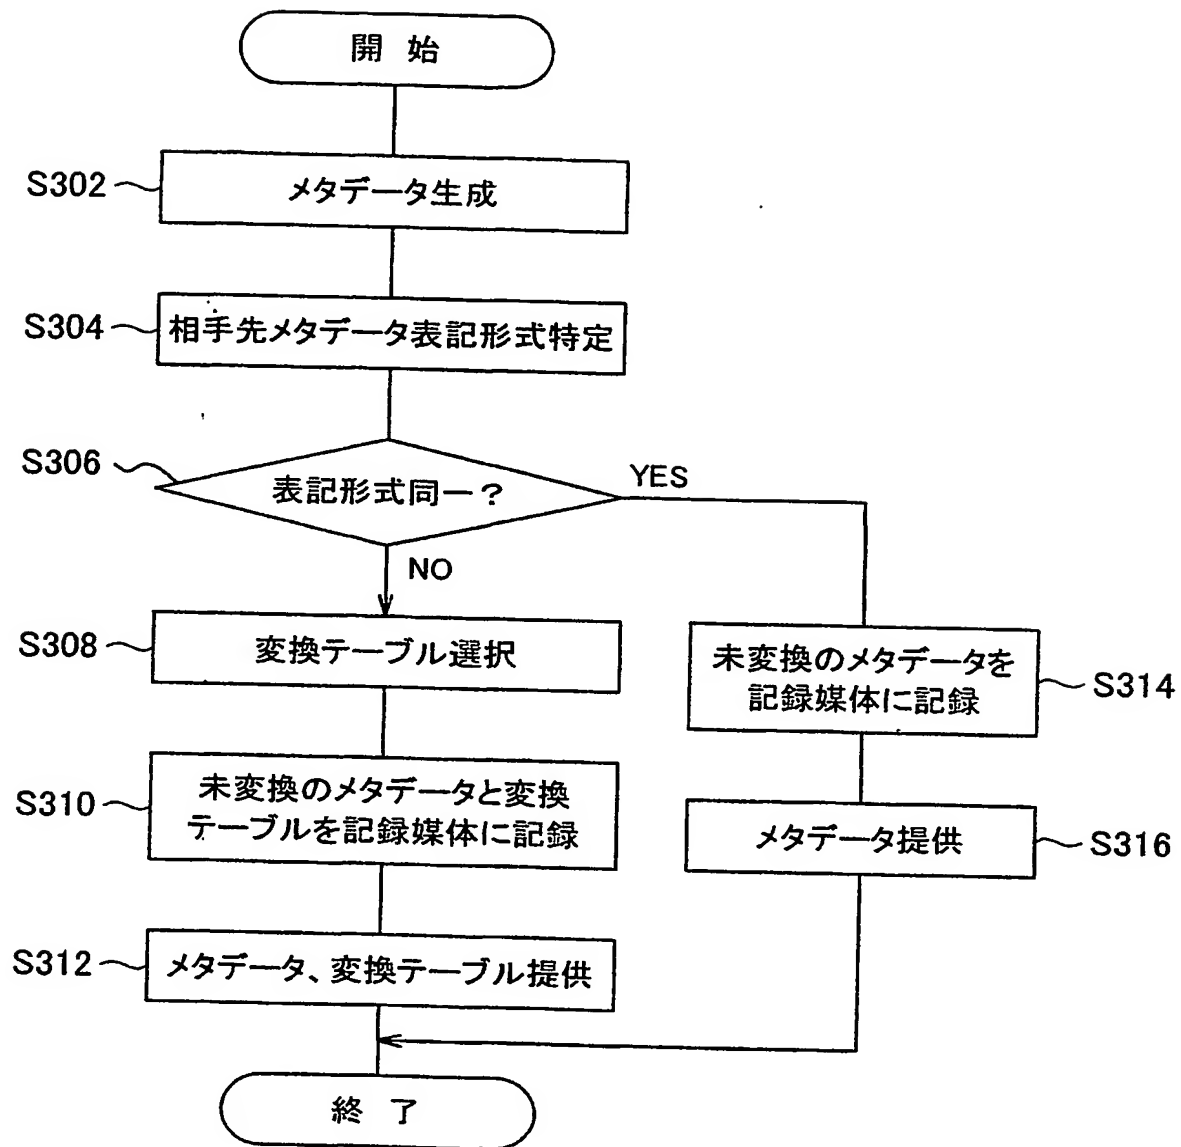 開 始
S302
メタデータ生成
S304
相手先メタデータ表記形式特定
S306
表記形式同一?
YES
NO
S308
変換テーブル選択
未変換のメタデータを
記録媒体に記録
S314
S310
未変換のメタデータと変換
テーブルを記録媒体に記録
メタデータ提供
S316
S312
メタデータ、変換テーブル提供
終 了